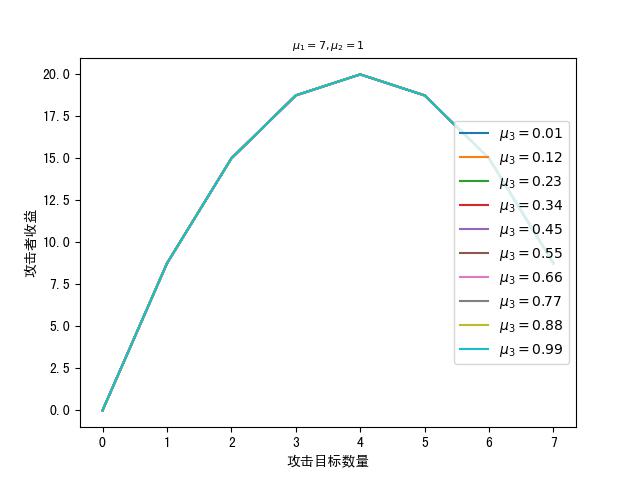 μ₁ = 7, μ₂ = 1
攻击者收益
20.0
17.5
15.0
12.5
10.0
7.5
5.0
2.5
0.0
μ₃ = 0.01
μ₃ = 0.12
μ₃ = 0.23
μ₃ = 0.34
μ₃ = 0.45
μ₃ = 0.55
μ₃ = 0.66
μ₃ = 0.77
μ₃ = 0.88
μ₃ = 0.99
0 1 2 3 4 5 6 7
攻击目标数量